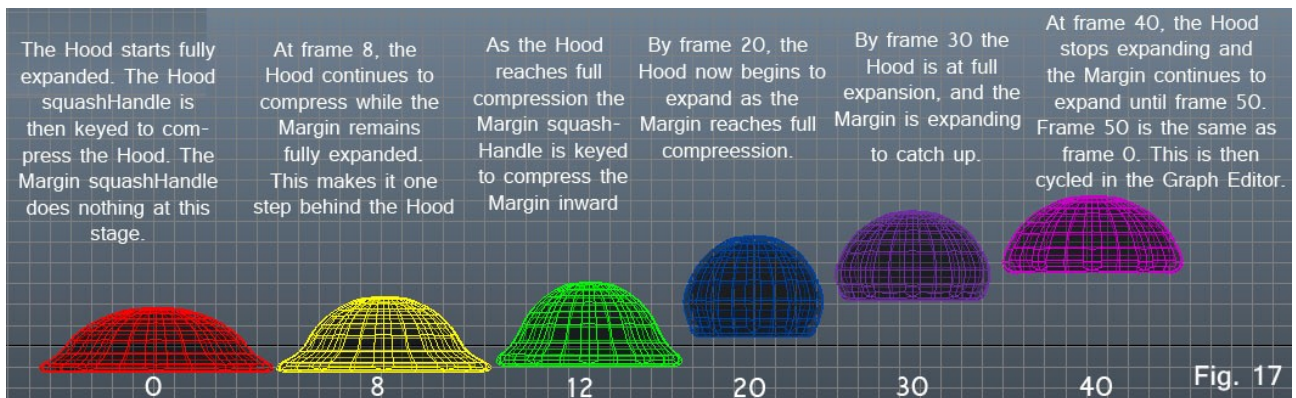 The Hood starts fully
expanded. The Hood
squashHandle is
then keyed to com-
press the Hood. The
Margin squashHandle
does nothing at this
stage.
At frame 8, the
Hood continues to
compress while the
Margin remains
fully expanded.
This makes it one
step behind the Hood
As the Hood
reaches full
compression the
Margin squash-
Handle is keyed
to compress the
Margin inward
By frame 20, the
Hood now begins to
expand as the
Margin reaches full
compreession.
By frame 30 the
Hood is at full
expansion, and the
Margin is expanding
to catch up.
At frame 40, the Hood
stops expanding and
the Margin continues to
expand until frame 50.
Frame 50 is the same as
frame 0. This is then
cycled in the Graph Editor.
0
8
12
20
30
40
Fig. 17